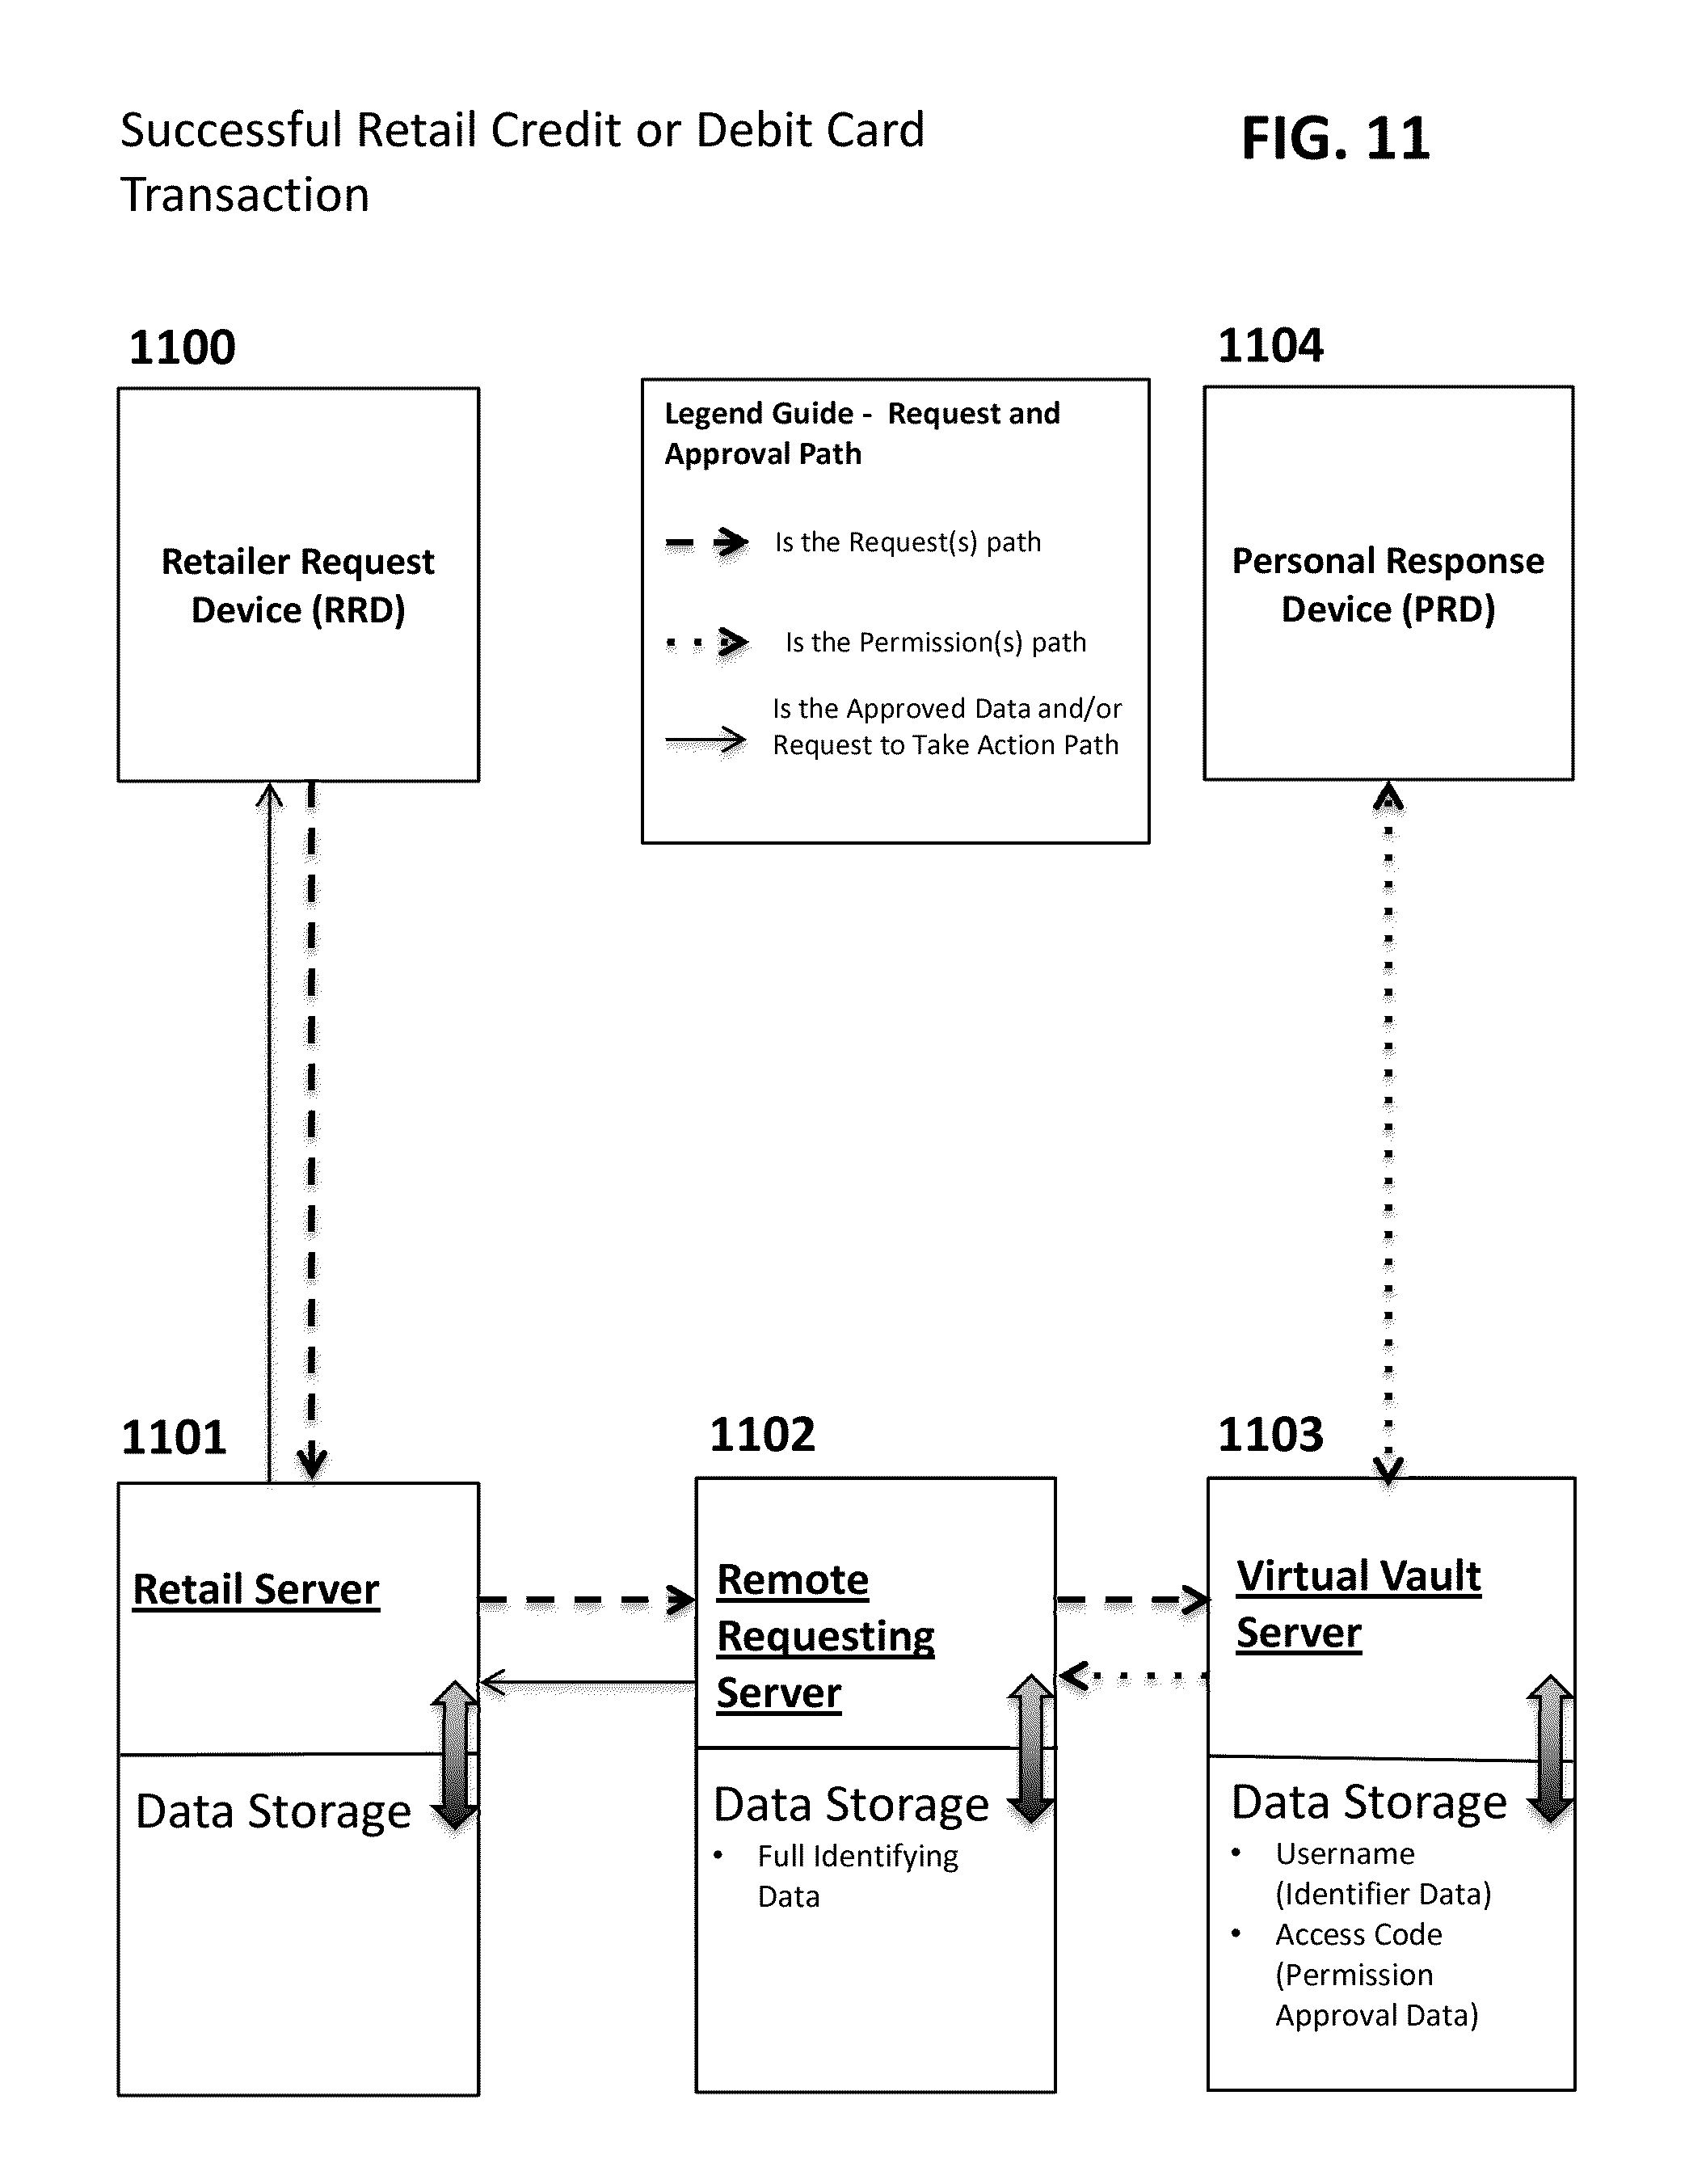 Successful Retail Credit or Debit Card
Transaction
FIG. 11
1100
Retailer Request
Device (RRD)
Legend Guide - Request and
Approval Path
Is the Request(s) path
Is the Permission(s) path
Is the Approved Data and/or
Request to Take Action Path
1104
Personal Response
Device (PRD)
1101
Retail Server
Data Storage
1102
Remote
Requesting
Server
Data Storage
• Full Identifying
Data
1103
Virtual Vault
Server
Data Storage
• Username
(Identifier Data)
• Access Code
(Permission
Approval Data)